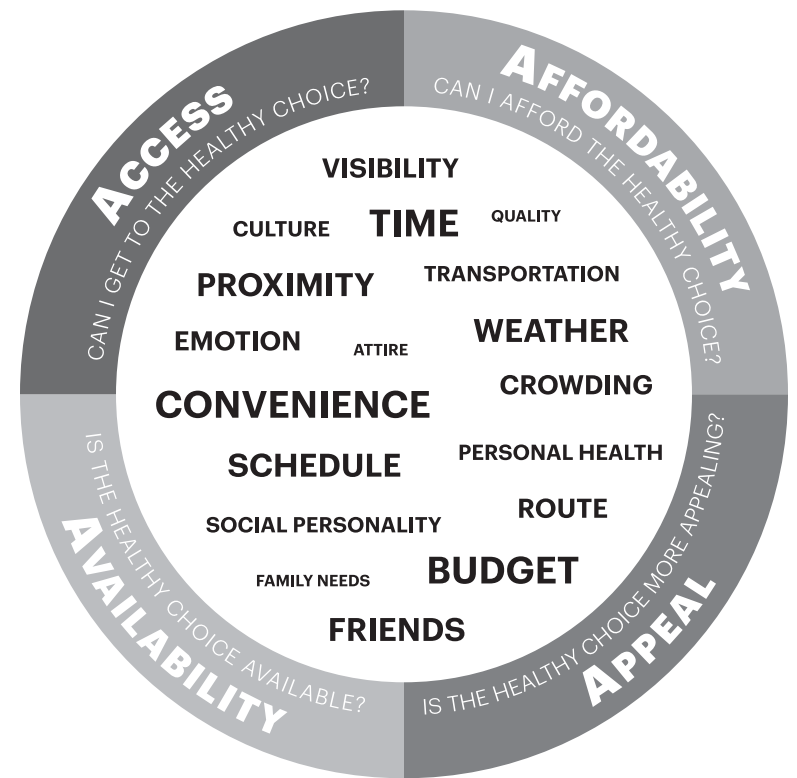 ACCESS
CAN I GET TO THE HEALTHY CHOICE?
AFFORDABILITY
CAN I AFFORD THE HEALTHY CHOICE?
VISIBILITY
CULTURE TIME QUALITY
PROXIMITY TRANSPORTATION
EMOTION ATTIRE WEATHER
CONVENIENCE CROWDING
SCHEDULE PERSONAL HEALTH
SOCIAL PERSONALITY ROUTE
FAMILY NEEDS BUDGET
FRIENDS
IS THE HEALTHY CHOICE AVAILABLE?
AVAILABILITY
IS THE HEALTHY CHOICE MORE APPEALING?
APPEAL